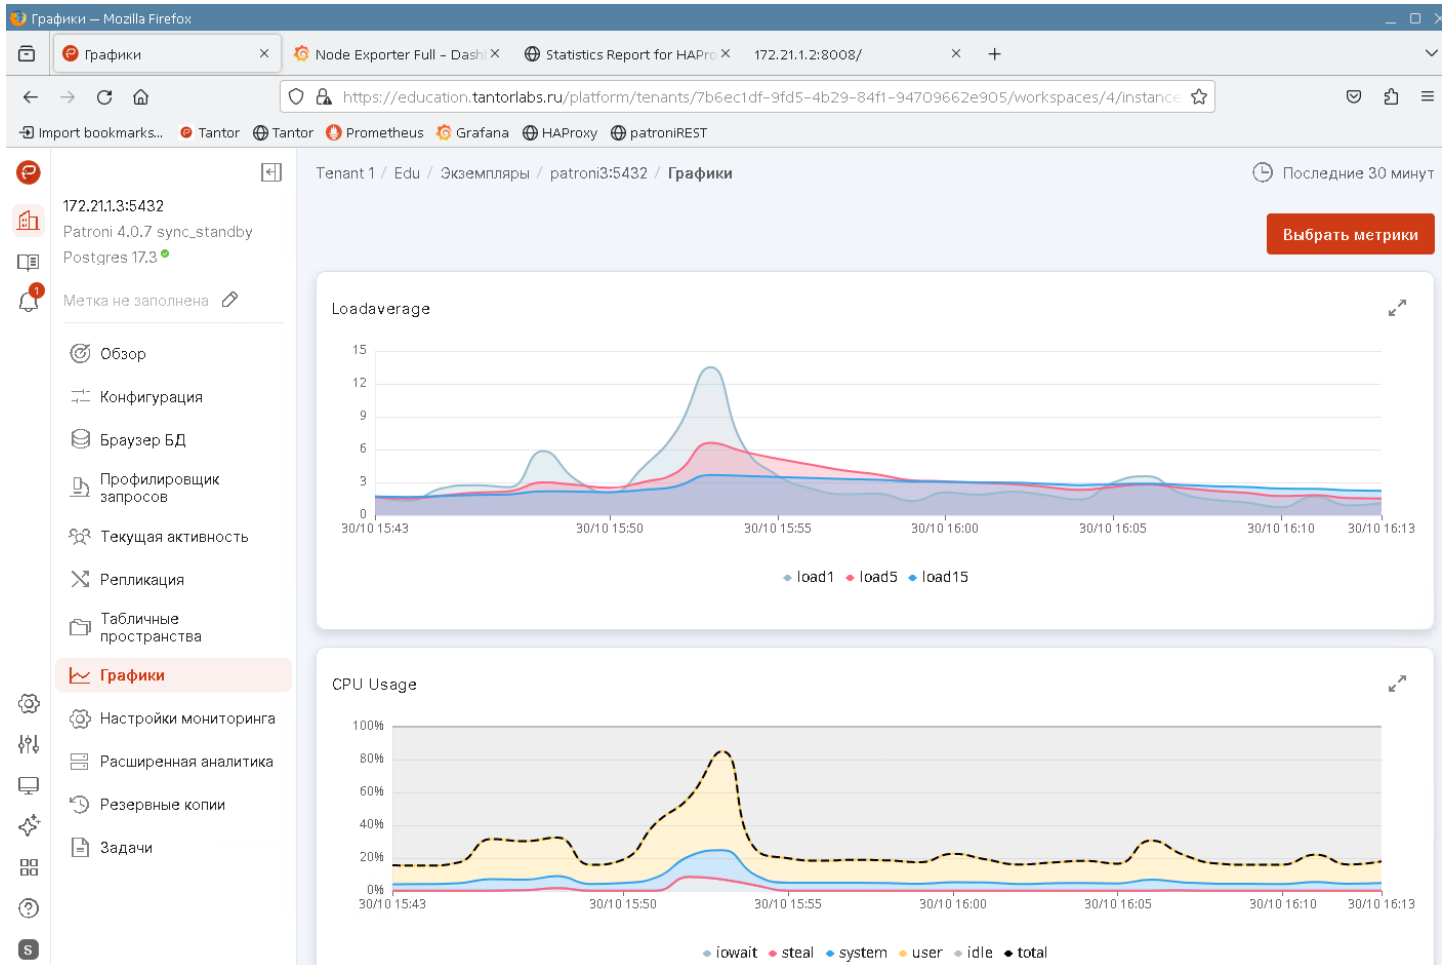 Графики — Mozilla Firefox
Графики
Node Exporter Full – Dash
Statistics Report for HAPro
172.21.1.2:8008/
https://education.tantorlabs.ru/platform/tenants/7b6ec1df-9fd5-4b29-84f1-94709662e905/workspaces/4/instance
Import bookmarks...
Tantor
Tantor
Prometheus
Grafana
HAProxy
patroniREST
Tenant 1 / Edu / Экземпляры / patroni3:5432 / Графики
Последние 30 минут
172.21.1.3:5432
Patroni 4.0.7 sync_standby
Postgres 17.3
Выбрать метрики
1
Метка не заполнена
Обзор
Конфигурация
Браузер БД
Профилировщик
запросов
Текущая активность
Репликация
Табличные
пространства
Графики
Настройки мониторинга
Расширенная аналитика
Резервные копии
Задачи
S
Loadaverage
15
12
9
6
3
0
30/10 15:43
30/10 15:50
30/10 15:55
30/10 16:00
30/10 16:05
30/10 16:10
30/10 16:13
load1
load5
load15
CPU Usage
100%
80%
60%
40%
20%
0%
30/10 15:43
30/10 15:50
30/10 15:55
30/10 16:00
30/10 16:05
30/10 16:10
30/10 16:13
iowait
steal
system
user
idle
total